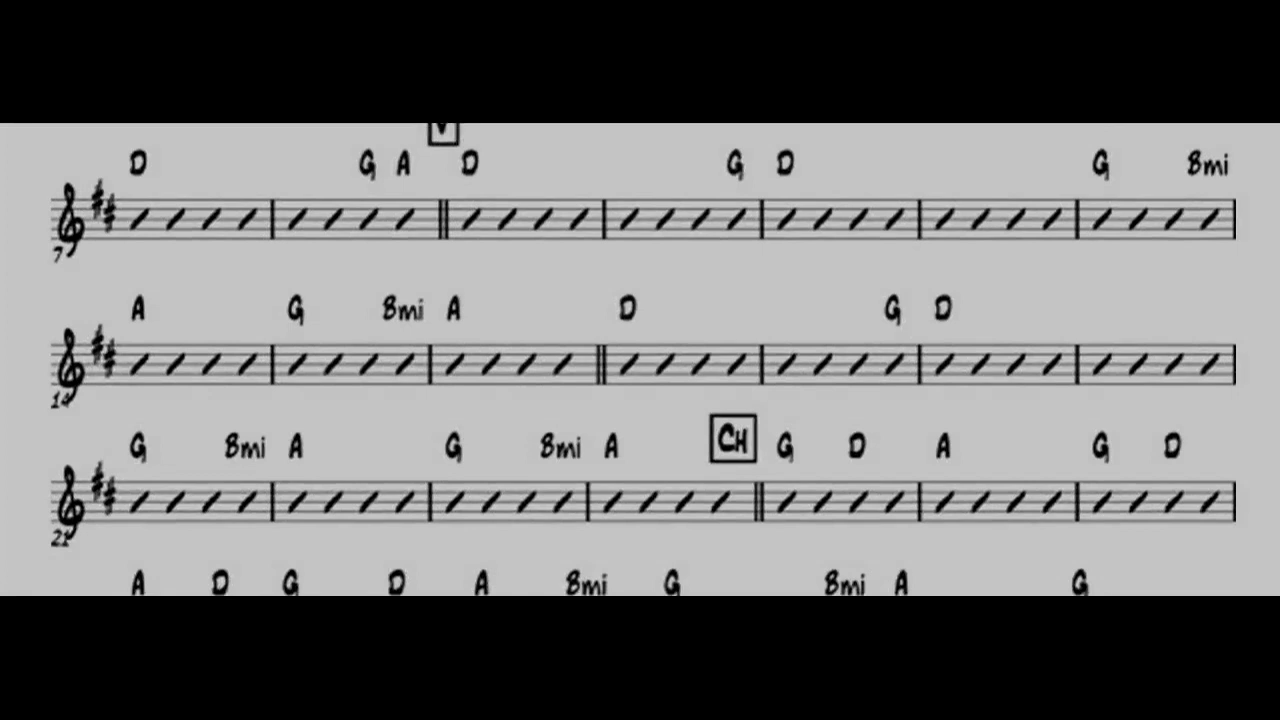 V
D G A D G D G Bmi
7
A G Bmi A D G D
14
G Bmi A G Bmi A CH G D A G D
21
A D G D A Bmi G Bmi A G